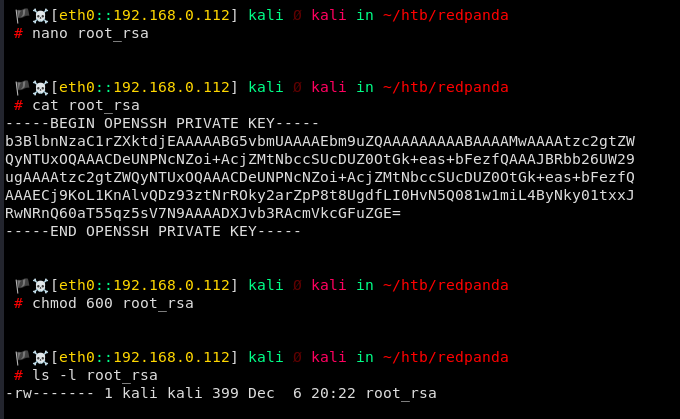 🏴☠️[eth0::192.168.0.112] kali Ø kali in ~/htb/redpanda
# nano root_rsa
🏴☠️[eth0::192.168.0.112] kali Ø kali in ~/htb/redpanda
# cat root_rsa
-----BEGIN OPENSSH PRIVATE KEY-----
b3BlbnNzaC1rZXktdjEAAAAABG5vbmUAAAAEbm9uZQAAAAAAAAABAAAAMwAAAAtzc2gtZW
QyNTUxOQAAACDeUNPNcNZoi+AcjZMtNbccSUcDUZ0OtGk+eas+bFezfQAAAJBRbb26UW29
ugAAAAtzc2gtZWQyNTUxOQAAACDeUNPNcNZoi+AcjZMtNbccSUcDUZ0OtGk+eas+bFezfQ
AAAECj9KoL1KnAlvQDz93ztNrROky2arZpP8t8UgdfLI0HvN5Q081w1miL4ByNky01txxJ
RwNRnQ60aT55qz5sV7N9AAAADXJvb3RAcmVkcGFuZGE=
-----END OPENSSH PRIVATE KEY-----
🏴☠️[eth0::192.168.0.112] kali Ø kali in ~/htb/redpanda
# chmod 600 root_rsa
🏴☠️[eth0::192.168.0.112] kali Ø kali in ~/htb/redpanda
# ls -l root_rsa
-rw------- 1 kali kali 399 Dec  6 20:22 root_rsa